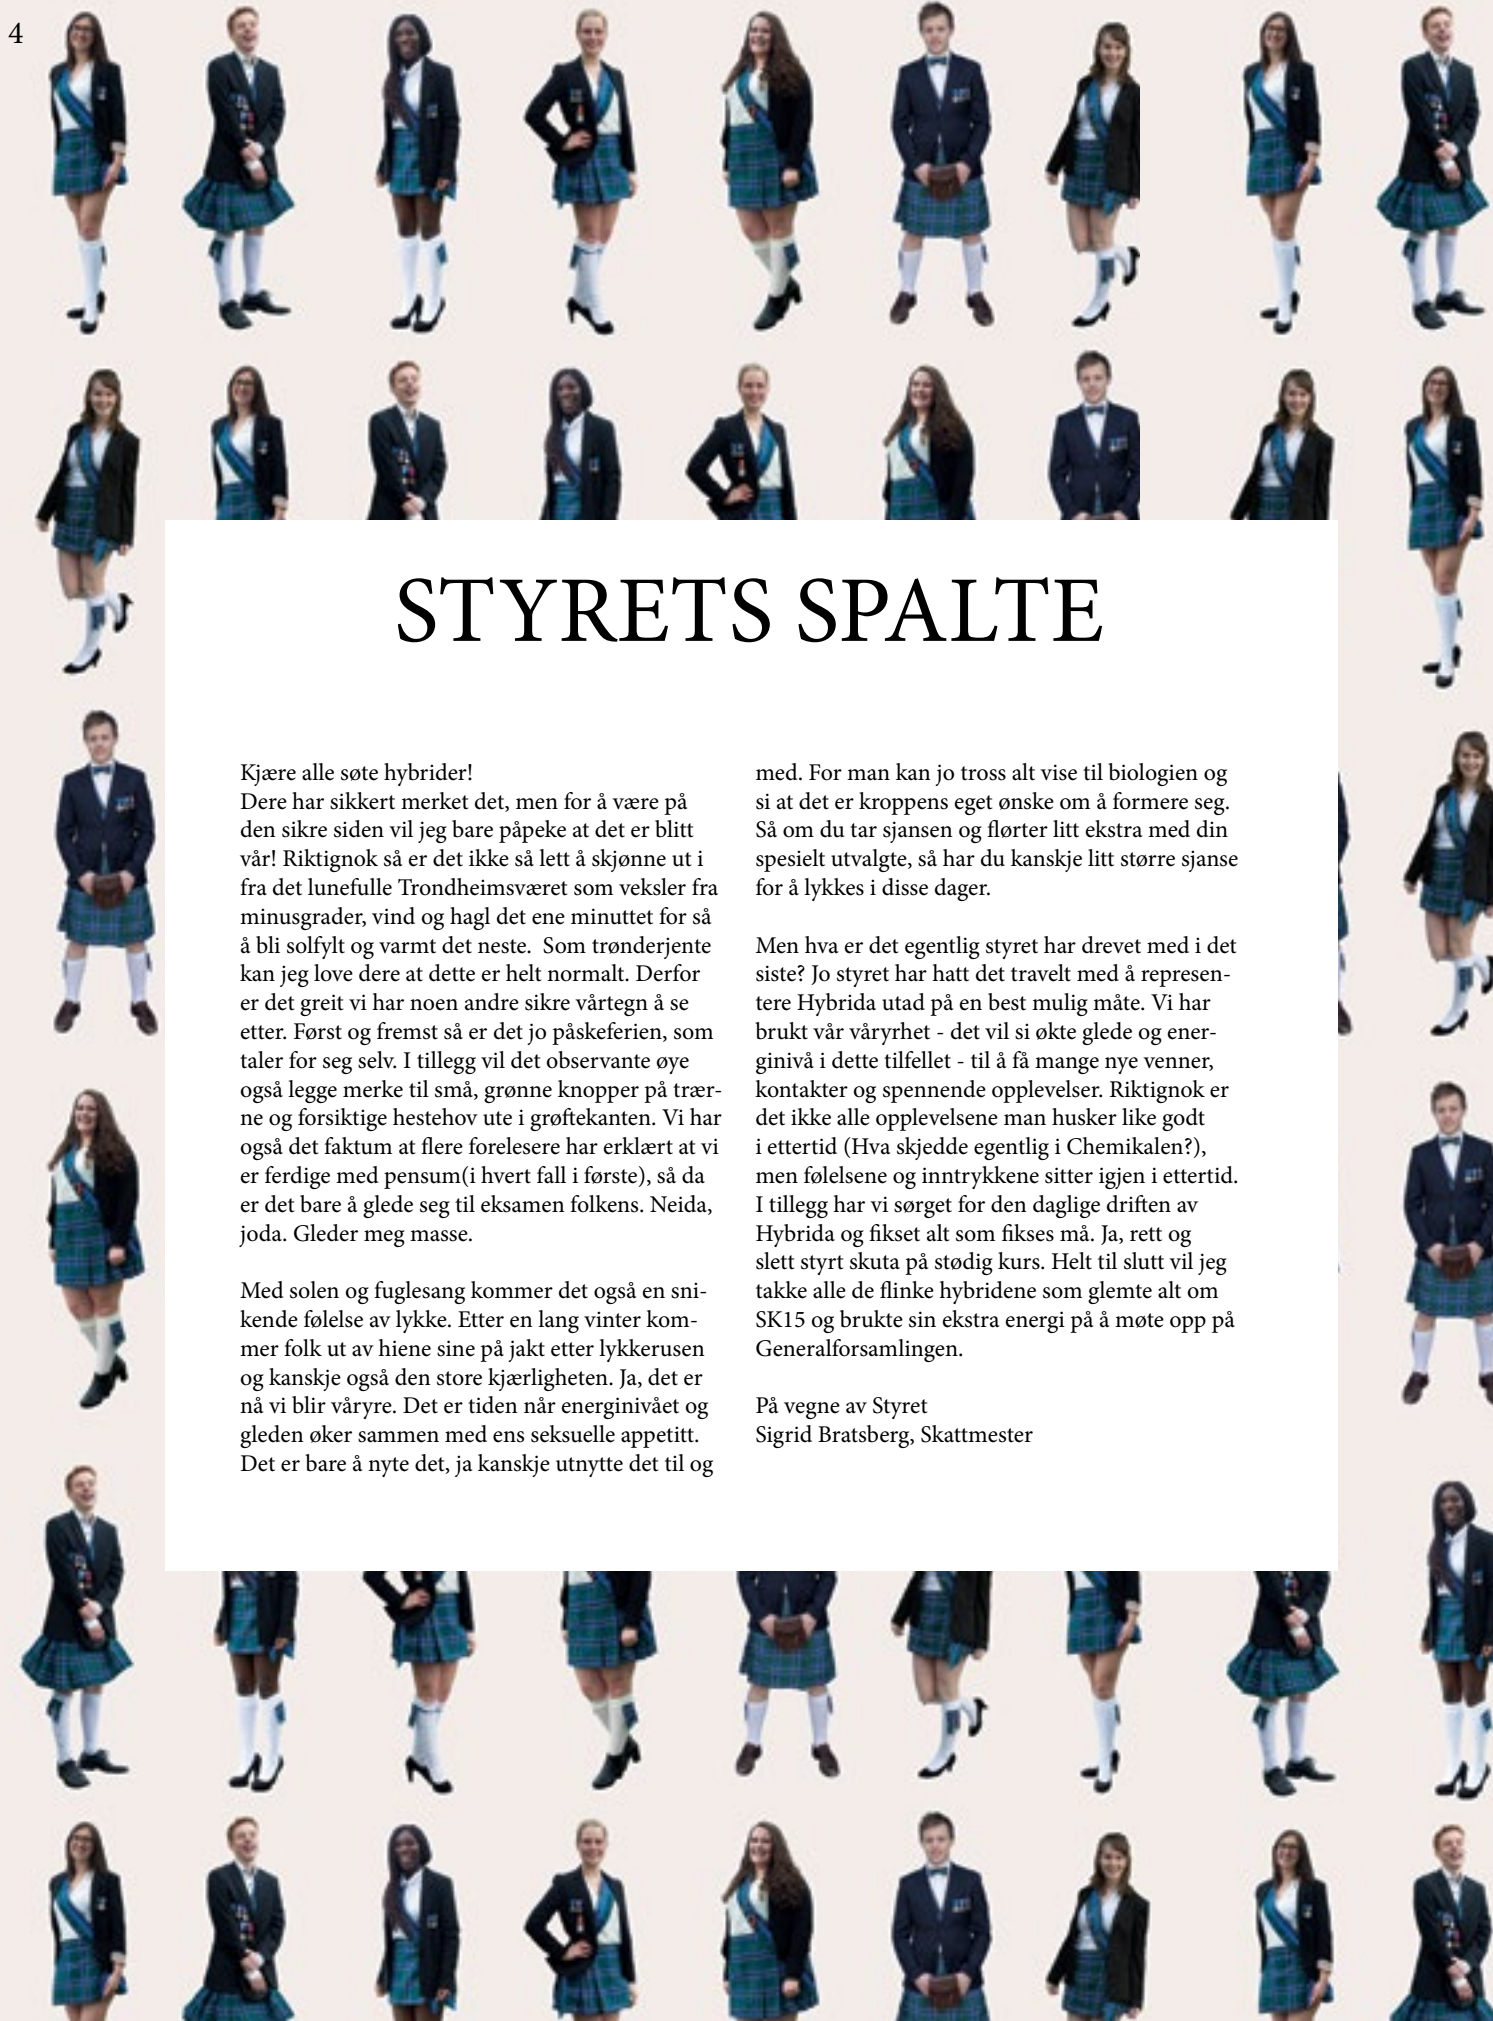 4
STYRETS SPALTE
Kjære alle søte hybrider!
Dere har sikkert merket det, men for å være på
den sikre siden vil jeg bare påpeke at det er blitt
vår! Riktignok så er det ikke så lett å skjønne ut i
fra det lunefulle Trondheimsværet som veksler fra
minusgrader, vind og hagl det ene minuttet for så
å bli solfylt og varmt det neste.  Som trønderjente
kan jeg love dere at dette er helt normalt. Derfor
er det greit vi har noen andre sikre vårtegn å se
etter. Først og fremst så er det jo påskeferien, som
taler for seg selv. I tillegg vil det observante øye
også legge merke til små, grønne knopper på trær-
ne og forsiktige hestehov ute i grøftekanten. Vi har
også det faktum at flere forelesere har erklært at vi
er ferdige med pensum(i hvert fall i første), så da
er det bare å glede seg til eksamen folkens. Neida,
joda. Gleder meg masse.
Med solen og fuglesang kommer det også en sni-
kende følelse av lykke. Etter en lang vinter kom-
mer folk ut av hiene sine på jakt etter lykkerusen
og kanskje også den store kjærligheten. Ja, det er
nå vi blir våryre. Det er tiden når energinivået og
gleden øker sammen med ens seksuelle appetitt.
Det er bare å nyte det, ja kanskje utnytte det til og
med. For man kan jo tross alt vise til biologien og
si at det er kroppens eget ønske om å formere seg.
Så om du tar sjansen og flørter litt ekstra med din
spesielt utvalgte, så har du kanskje litt større sjanse
for å lykkes i disse dager.
Men hva er det egentlig styret har drevet med i det
siste? Jo styret har hatt det travelt med å represen-
tere Hybrida utad på en best mulig måte. Vi har
brukt vår våryrhet - det vil si økte glede og ener-
ginivå i dette tilfellet - til å få mange nye venner,
kontakter og spennende opplevelser. Riktignok er
det ikke alle opplevelsene man husker like godt
i ettertid (Hva skjedde egentlig i Chemikalen?),
men følelsene og inntrykkene sitter igjen i ettertid.
I tillegg har vi sørget for den daglige driften av
Hybrida og fikset alt som fikses må. Ja, rett og
slett styrt skuta på stødig kurs. Helt til slutt vil jeg
takke alle de flinke hybridene som glemte alt om
SK15 og brukte sin ekstra energi på å møte opp på
Generalforsamlingen.
På vegne av Styret
Sigrid Bratsberg, Skattmester